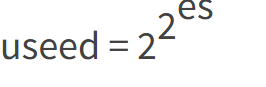 useed = 2^2^es